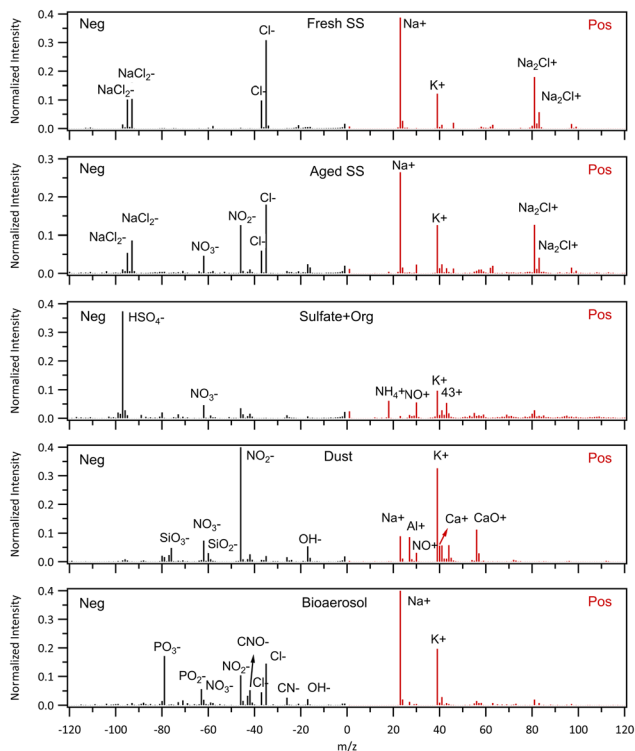 Neg Fresh SS Pos
Normalized Intensity
0.4
0.3
0.2
0.1
0.0
NaCl2-
NaCl2-
Cl-
Cl-
Na+
K+
Na2Cl+
Na2Cl+
Neg Aged SS Pos
Normalized Intensity
0.3
0.2
0.1
0.0
NaCl2-
NaCl2-
NO3-
NO2-
Cl-
Cl-
Na+
K+
Na2Cl+
Na2Cl+
Neg Sulfate+Org Pos
Normalized Intensity
0.4
0.3
0.2
0.1
0.0
HSO4-
NO3-
NH4+
NO+
K+
43+
Neg Dust Pos
Normalized Intensity
0.4
0.3
0.2
0.1
0.0
SiO3-
NO3-
SiO2-
NO2-
OH-
Na+
Al+
NO+
K+
Ca+
CaO+
Neg Bioaerosol Pos
Normalized Intensity
0.4
0.3
0.2
0.1
0.0
PO3-
PO2-
NO3-
NO2-
CNO-
Cl-
Cl-
CN-
OH-
Na+
K+
-120 -100 -80 -60 -40 -20 0 20 40 60 80 100 120
m/z